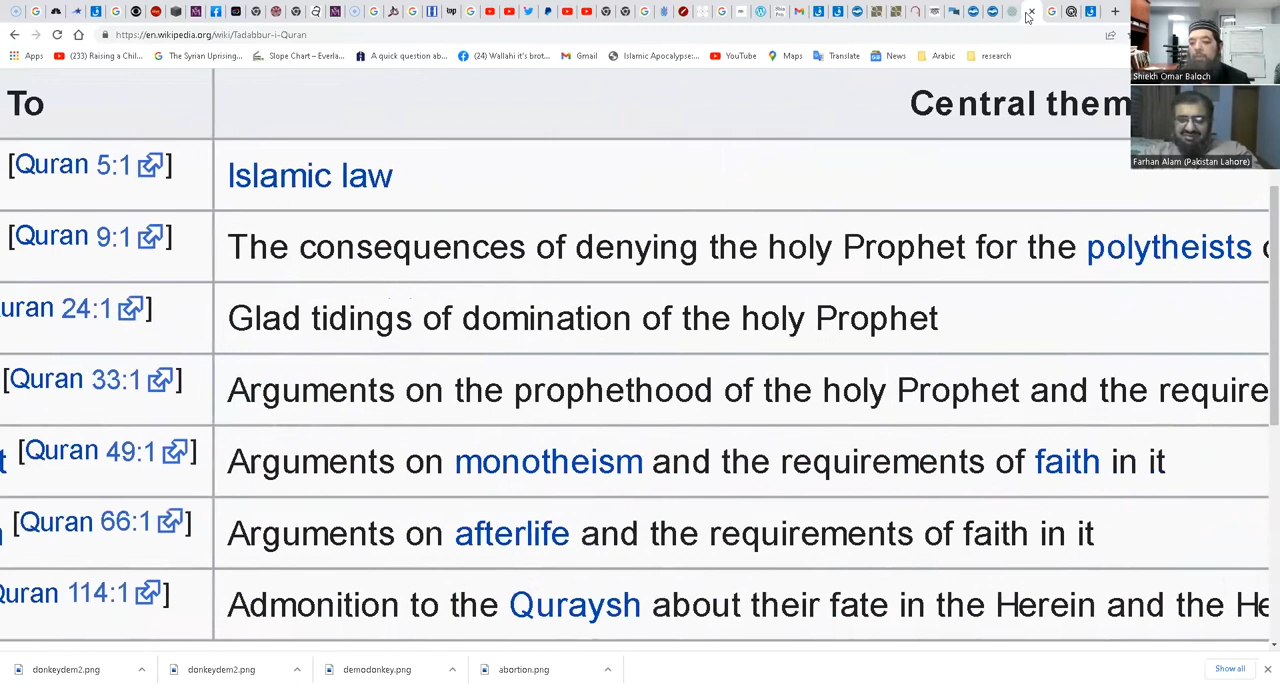 https://en.wikipedia.org/wiki/Tadabbur-i-Quran
Apps
(233) Raising a Chil...
The Syrian Uprising...
Slope Chart – Everla...
A quick question ab...
(24) Wallahi it's brot...
Gmail
Islamic Apocalypse:...
YouTube
Maps
Translate
News
Arabic
research
Shiekh Omar Baloch
Farhan Alam (Pakistan Lahore)
To
Central them
[Quran 5:1]
Islamic law
[Quran 9:1]
The consequences of denying the holy Prophet for the polytheists
uran 24:1]
Glad tidings of domination of the holy Prophet
[Quran 33:1]
Arguments on the prophethood of the holy Prophet and the require
t [Quran 49:1]
Arguments on monotheism and the requirements of faith in it
[Quran 66:1]
Arguments on afterlife and the requirements of faith in it
Quran 114:1]
Admonition to the Quraysh about their fate in the Herein and the He
donkeydem2.png
donkeydem2.png
demodonkey.png
abortion.png
Show all